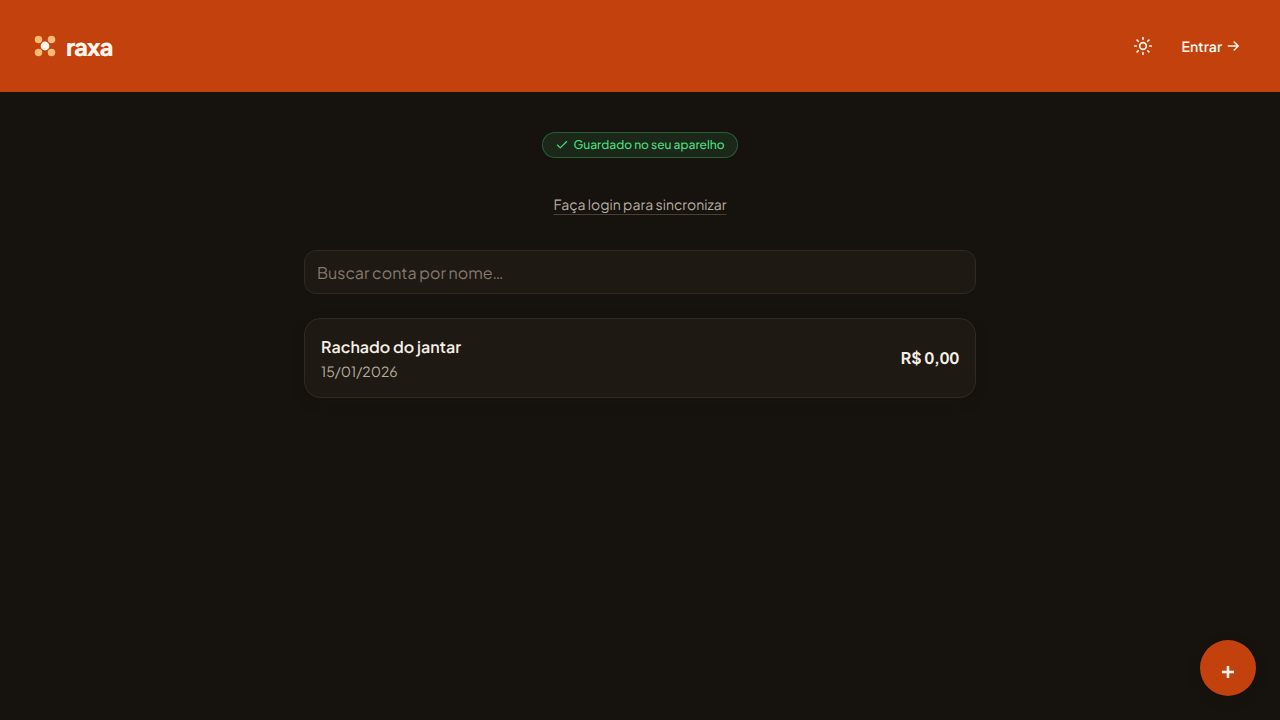 raxa
Entrar →
Guardado no seu aparelho
Faça login para sincronizar
Buscar conta por nome...
Rachado do jantar
15/01/2026
R$ 0,00
+